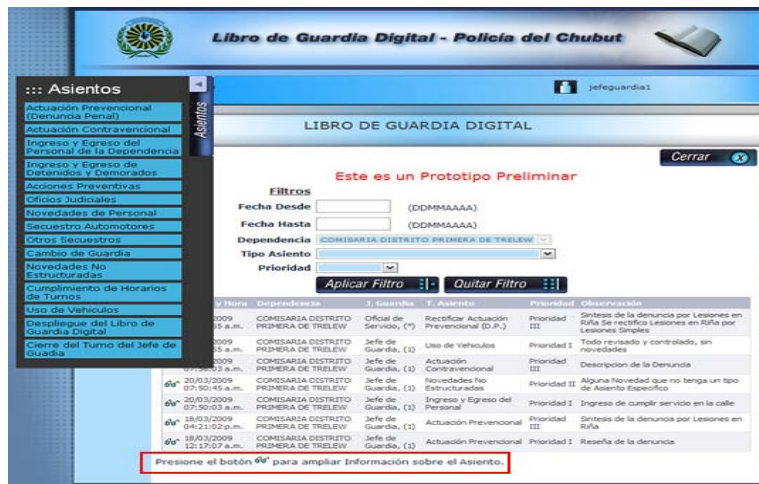 Libro de Guardia Digital - Policía del Chubut
::: Asientos
Asientos
Actuación Prevencional
(Denuncia Penal)
Actuación Contravencional
Ingreso y Egreso del
Personal de la Dependencia
Ingreso y Egreso de
Detenidos y Demorados
Acciones Preventivas
Oficios Judiciales
Novedades de Personal
Secuestro Automotores
Otros Secuestros
Cambio de Guardia
Novedades No
Estructuradas
Cumplimiento de Horarios
de Turnos
Uso de Vehiculos
Despliegue del Libro de
Guardia Digital
Cierre del Turno del Jefe de
Guadia
jefeguardia1
LIBRO DE GUARDIA DIGITAL
Cerrar
Este es un Prototipo Preliminar
Filtros
Fecha Desde (DDMMAAAA)
Fecha Hasta (DDMMAAAA)
Dependencia COMISARIA DISTRITO PRIMERA DE TRELEW
Tipo Asiento
Prioridad
Aplicar Filtro Quitar Filtro
y Hora Dependencia J. Guardia T. Asiento Prioridad Observación
2009 COMISARIA DISTRITO Oficial de Rectificar Actuación Prioridad Sintesis de la denuncia por Lesiones en
a.m. PRIMERA DE TRELEW Servicio, (*) Prevencional (D.P.) III Riña Se rectifico Lesiones en Riña por
Lesiones Simples
2009 COMISARIA DISTRITO Jefe de Uso de Vehiculos Prioridad I Todo revisado y controlado, sin
a.m. PRIMERA DE TRELEW Guardia, (1) novedades
2009 COMISARIA DISTRITO Jefe de Actuación Prioridad Descripcion de la Denuncia
a.m. PRIMERA DE TRELEW Guardia, (1) Contravencional III
20/03/2009 COMISARIA DISTRITO Jefe de Novedades No Prioridad II Alguna Novedad que no tenga un tipo
07:50:45 a.m. PRIMERA DE TRELEW Guardia, (1) Estructuradas de Asiento Especifico
20/03/2009 COMISARIA DISTRITO Jefe de Ingreso y Egreso del Prioridad I Ingreso de cumplir servicio en la calle
07:50:03 a.m. PRIMERA DE TRELEW Guardia, (1) Personal
18/03/2009 COMISARIA DISTRITO Jefe de Actuación Prevencional Prioridad Sintesis de la denuncia por Lesiones en
04:21:02 p.m. PRIMERA DE TRELEW Guardia, (1) III Riña
18/03/2009 COMISARIA DISTRITO Jefe de Actuación Prevencional Prioridad I Reseña de la denuncia
12:17:07 a.m. PRIMERA DE TRELEW Guardia, (1)
Presione el botón para ampliar Información sobre el Asiento.